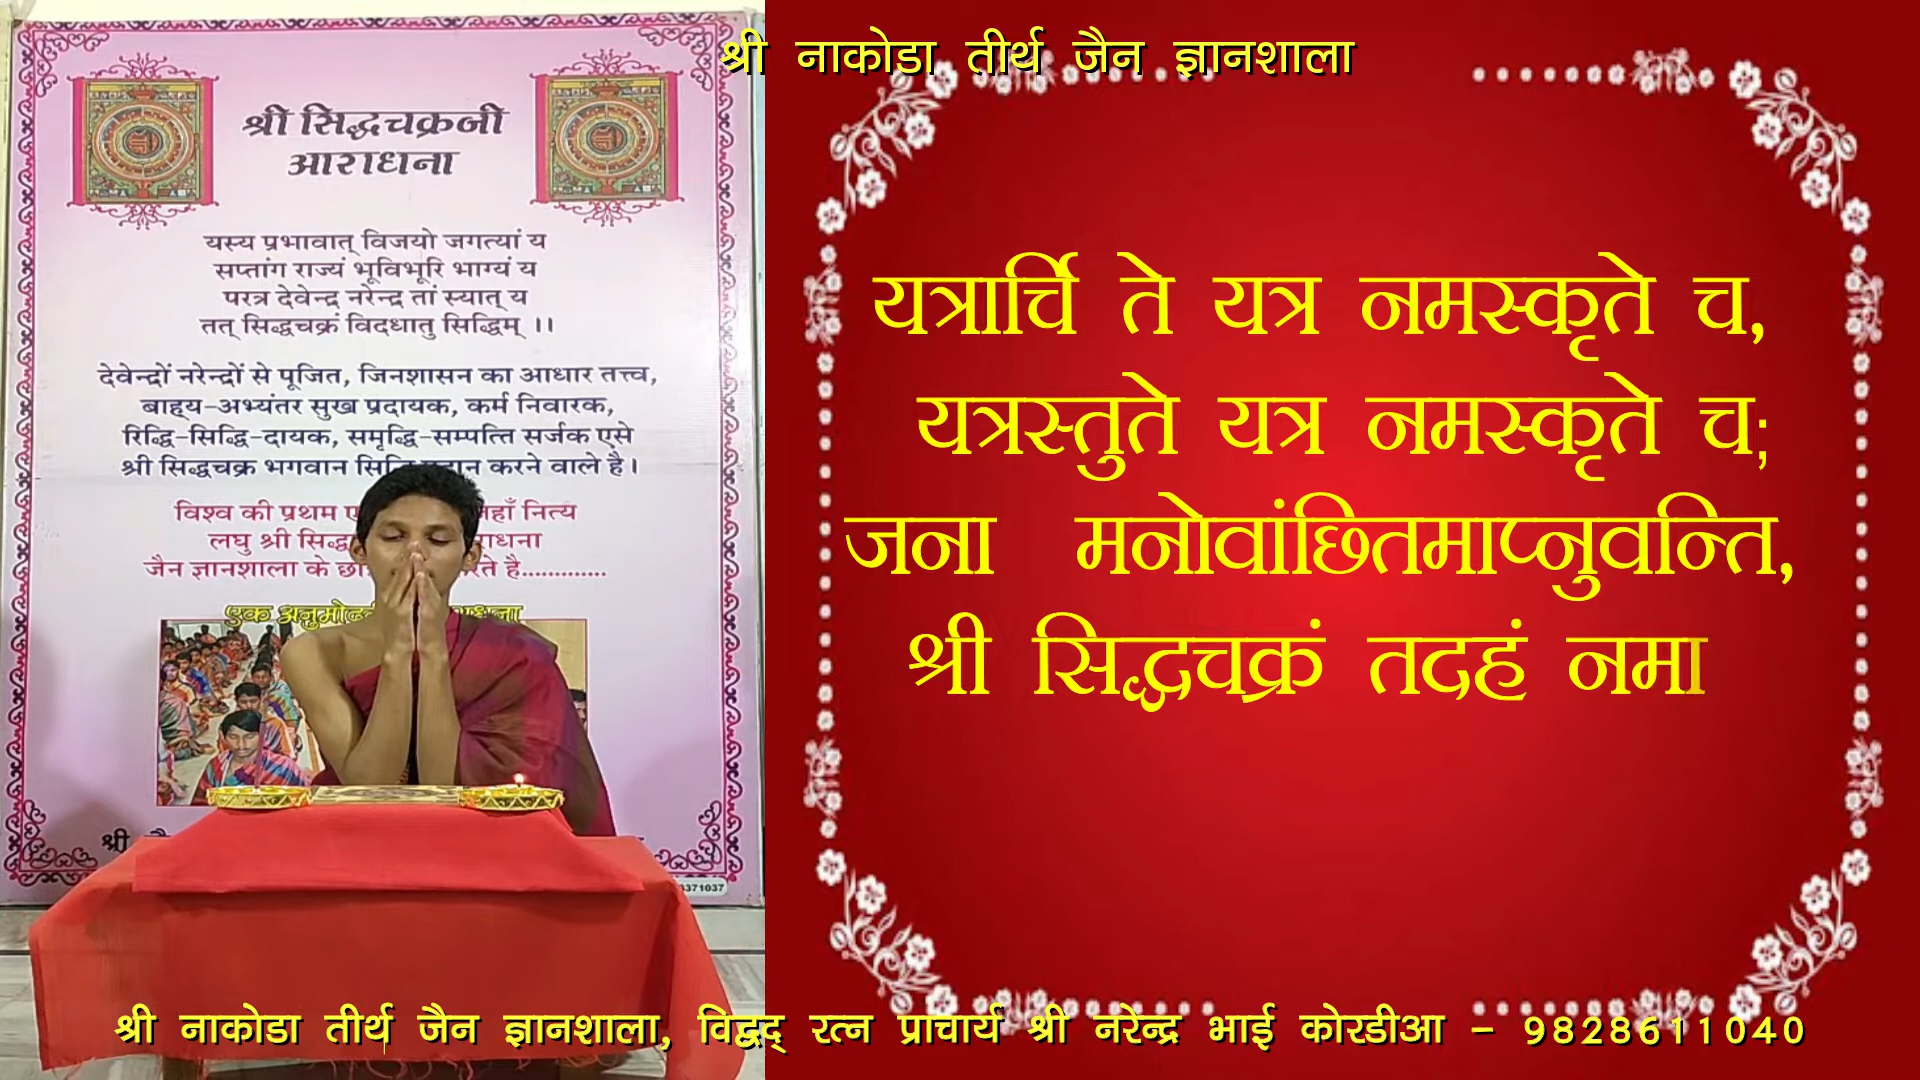 श्री नाकोडा तीर्थ जैन ज्ञानशाला
श्री सिद्धचक्रजी
आराधना
यस्य प्रभावात् विजयो जगत्यां य
सप्तांग राज्यं भूविभूरि भाग्यं य
परत्र देवेन्द्र नरेन्द्र तां स्यात् य
तत् सिद्धचक्रं विदधातु सिद्धिम् ।।
देवेन्द्रों नरेन्द्रों से पूजित, जिनशासन का आधार तत्त्व,
बाह्य-अभ्यंतर सुख प्रदायक, कर्म निवारक,
रिद्धि-सिद्धि-दायक, समृद्धि-सम्पत्ति सर्जक एसे
श्री सिद्धचक्र भगवान करने वाले है।
विश्व की प्रथम नित्य
लघु श्री
जैन ज्ञानशाला के है.............
एक
श्री
371037
यत्रार्चि ते यत्र नमस्कृते च,
यत्रस्तुते यत्र नमस्कृते च;
जना मनोवांछितमाप्नुवन्ति,
श्री सिद्धचक्रं तदहं नमा
श्री नाकोडा तीर्थ जैन ज्ञानशाला, विद्वद् रत्न प्राचार्य श्री नरेन्द्र भाई कोरडीआ - 9828611040